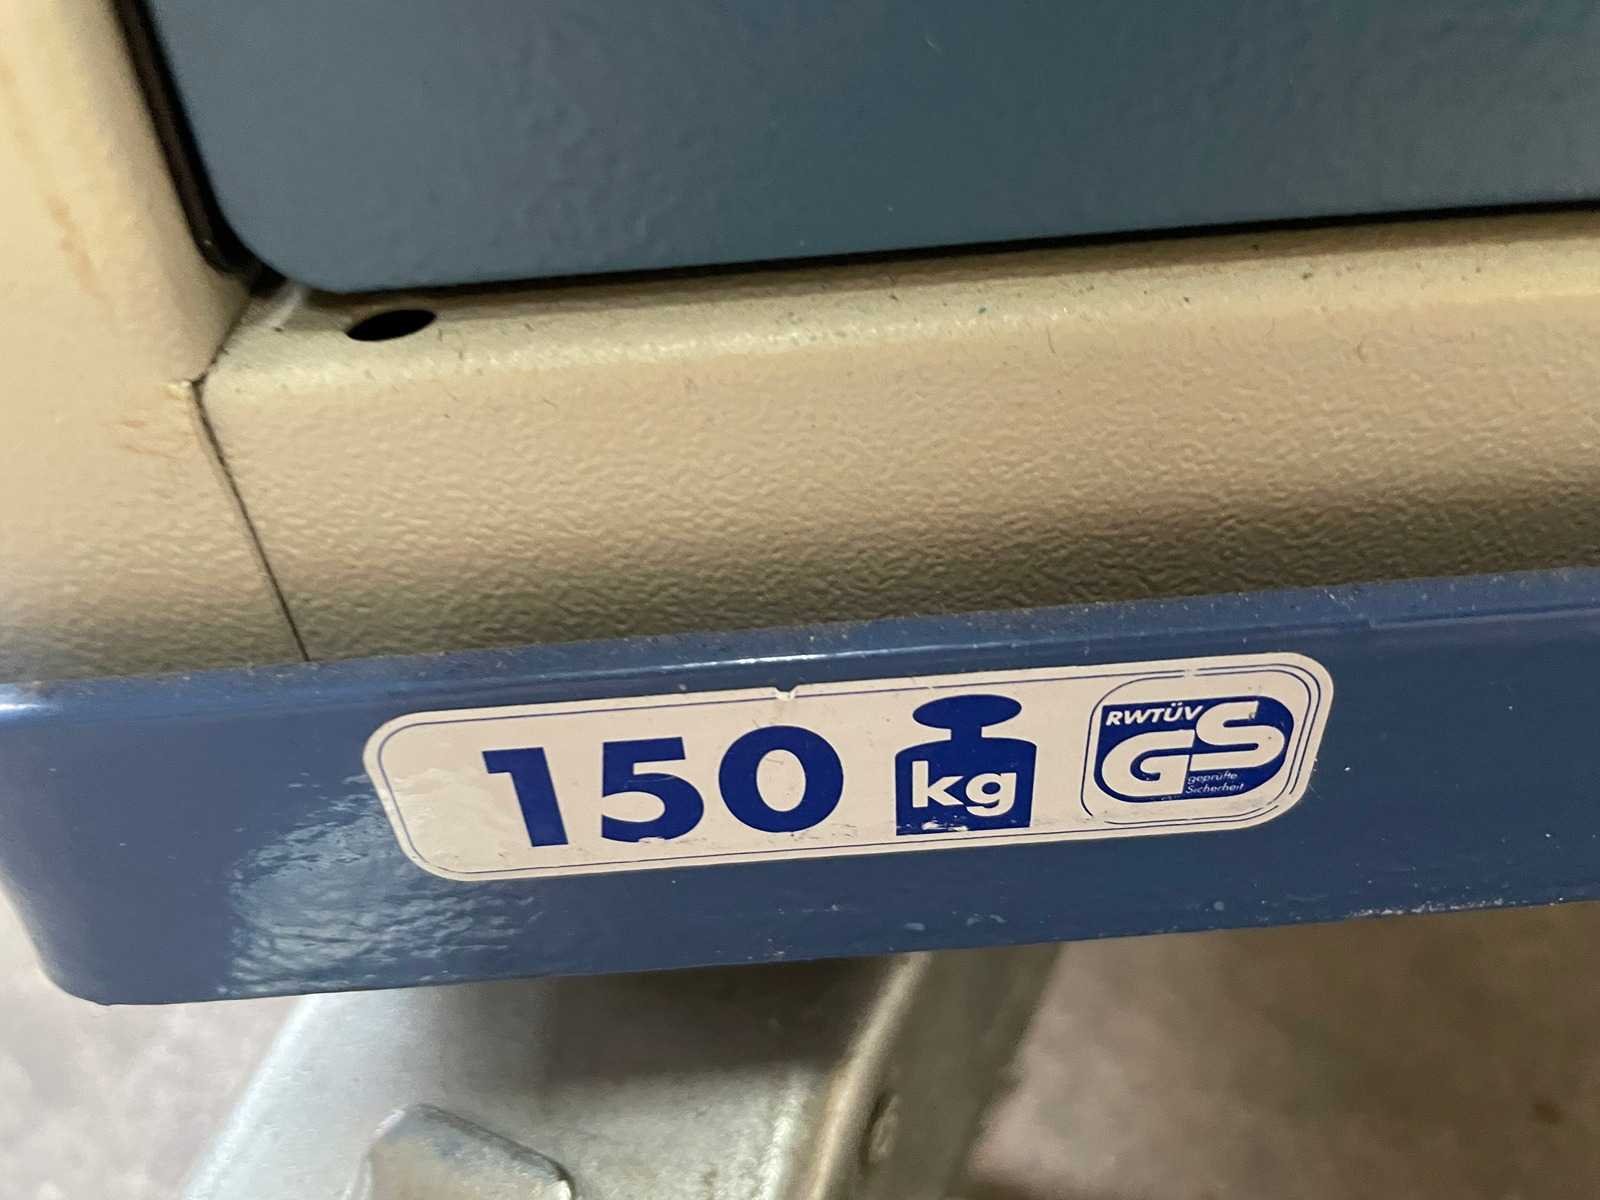 150 kg
RWTÜV
GS
geprüfte
Sicherheit